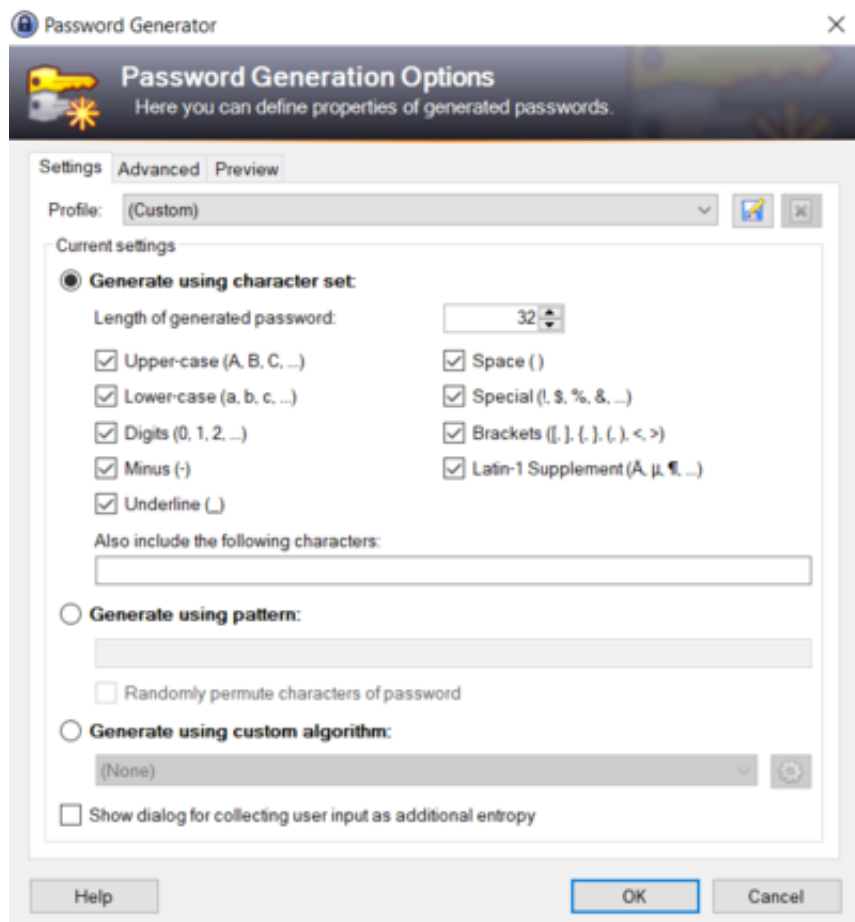 Password Generator
Password Generation Options
Here you can define properties of generated passwords.
Settings Advanced Preview
Profile: (Custom)
Current settings
Generate using character set:
Length of generated password: 32
Upper-case (A, B, C, ...) Space ( )
Lower-case (a, b, c, ...) Special (!, $, %, &, ...)
Digits (0, 1, 2, ...) Brackets ([, ], {, }, (, ), <, >)
Minus (-) Latin-1 Supplement (Ä, µ, ¶, ...)
Underline (_)
Also include the following characters:
Generate using pattern:
Randomly permute characters of password
Generate using custom algorithm:
(None)
Show dialog for collecting user input as additional entropy
Help OK Cancel